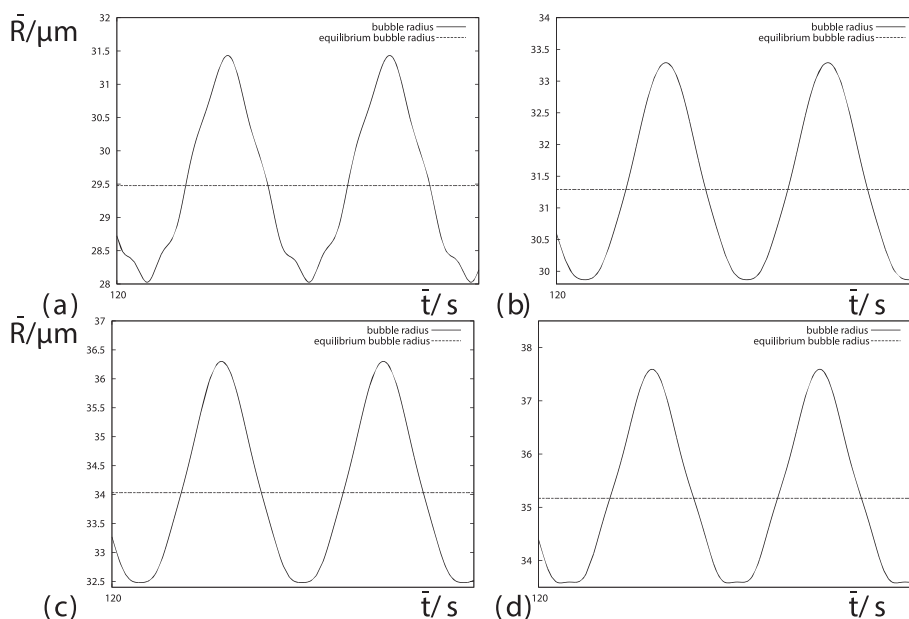 R̄/µm
32
31.5
31
30.5
30
29.5
29
28.5
28
120
bubble radius
equilibrium bubble radius
(a)
t̄/ s
34
33.5
33
32.5
32
31.5
31
30.5
30
120
bubble radius
equilibrium bubble radius
(b)
t̄/ s
R̄/µm
37
36.5
36
35.5
35
34.5
34
33.5
33
32.5
120
bubble radius
equilibrium bubble radius
(c)
t̄/ s
38
37
36
35
34
120
bubble radius
equilibrium bubble radius
(d)
t̄/ s